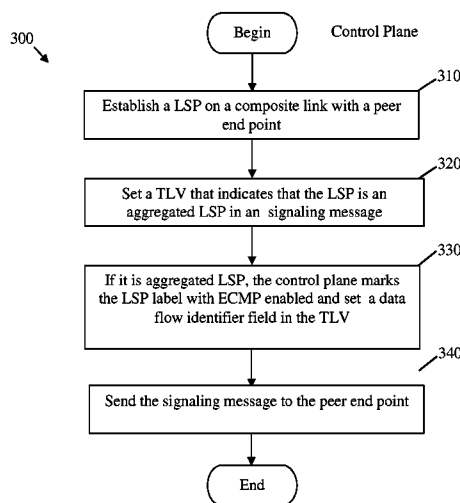 300
Begin
Control Plane
310
Establish a LSP on a composite link with a peer
end point
320
Set a TLV that indicates that the LSP is an
aggregated LSP in an signaling message
330
If it is aggregated LSP, the control plane marks
the LSP label with ECMP enabled and set a data
flow identifier field in the TLV
340
Send the signaling message to the peer end point
End